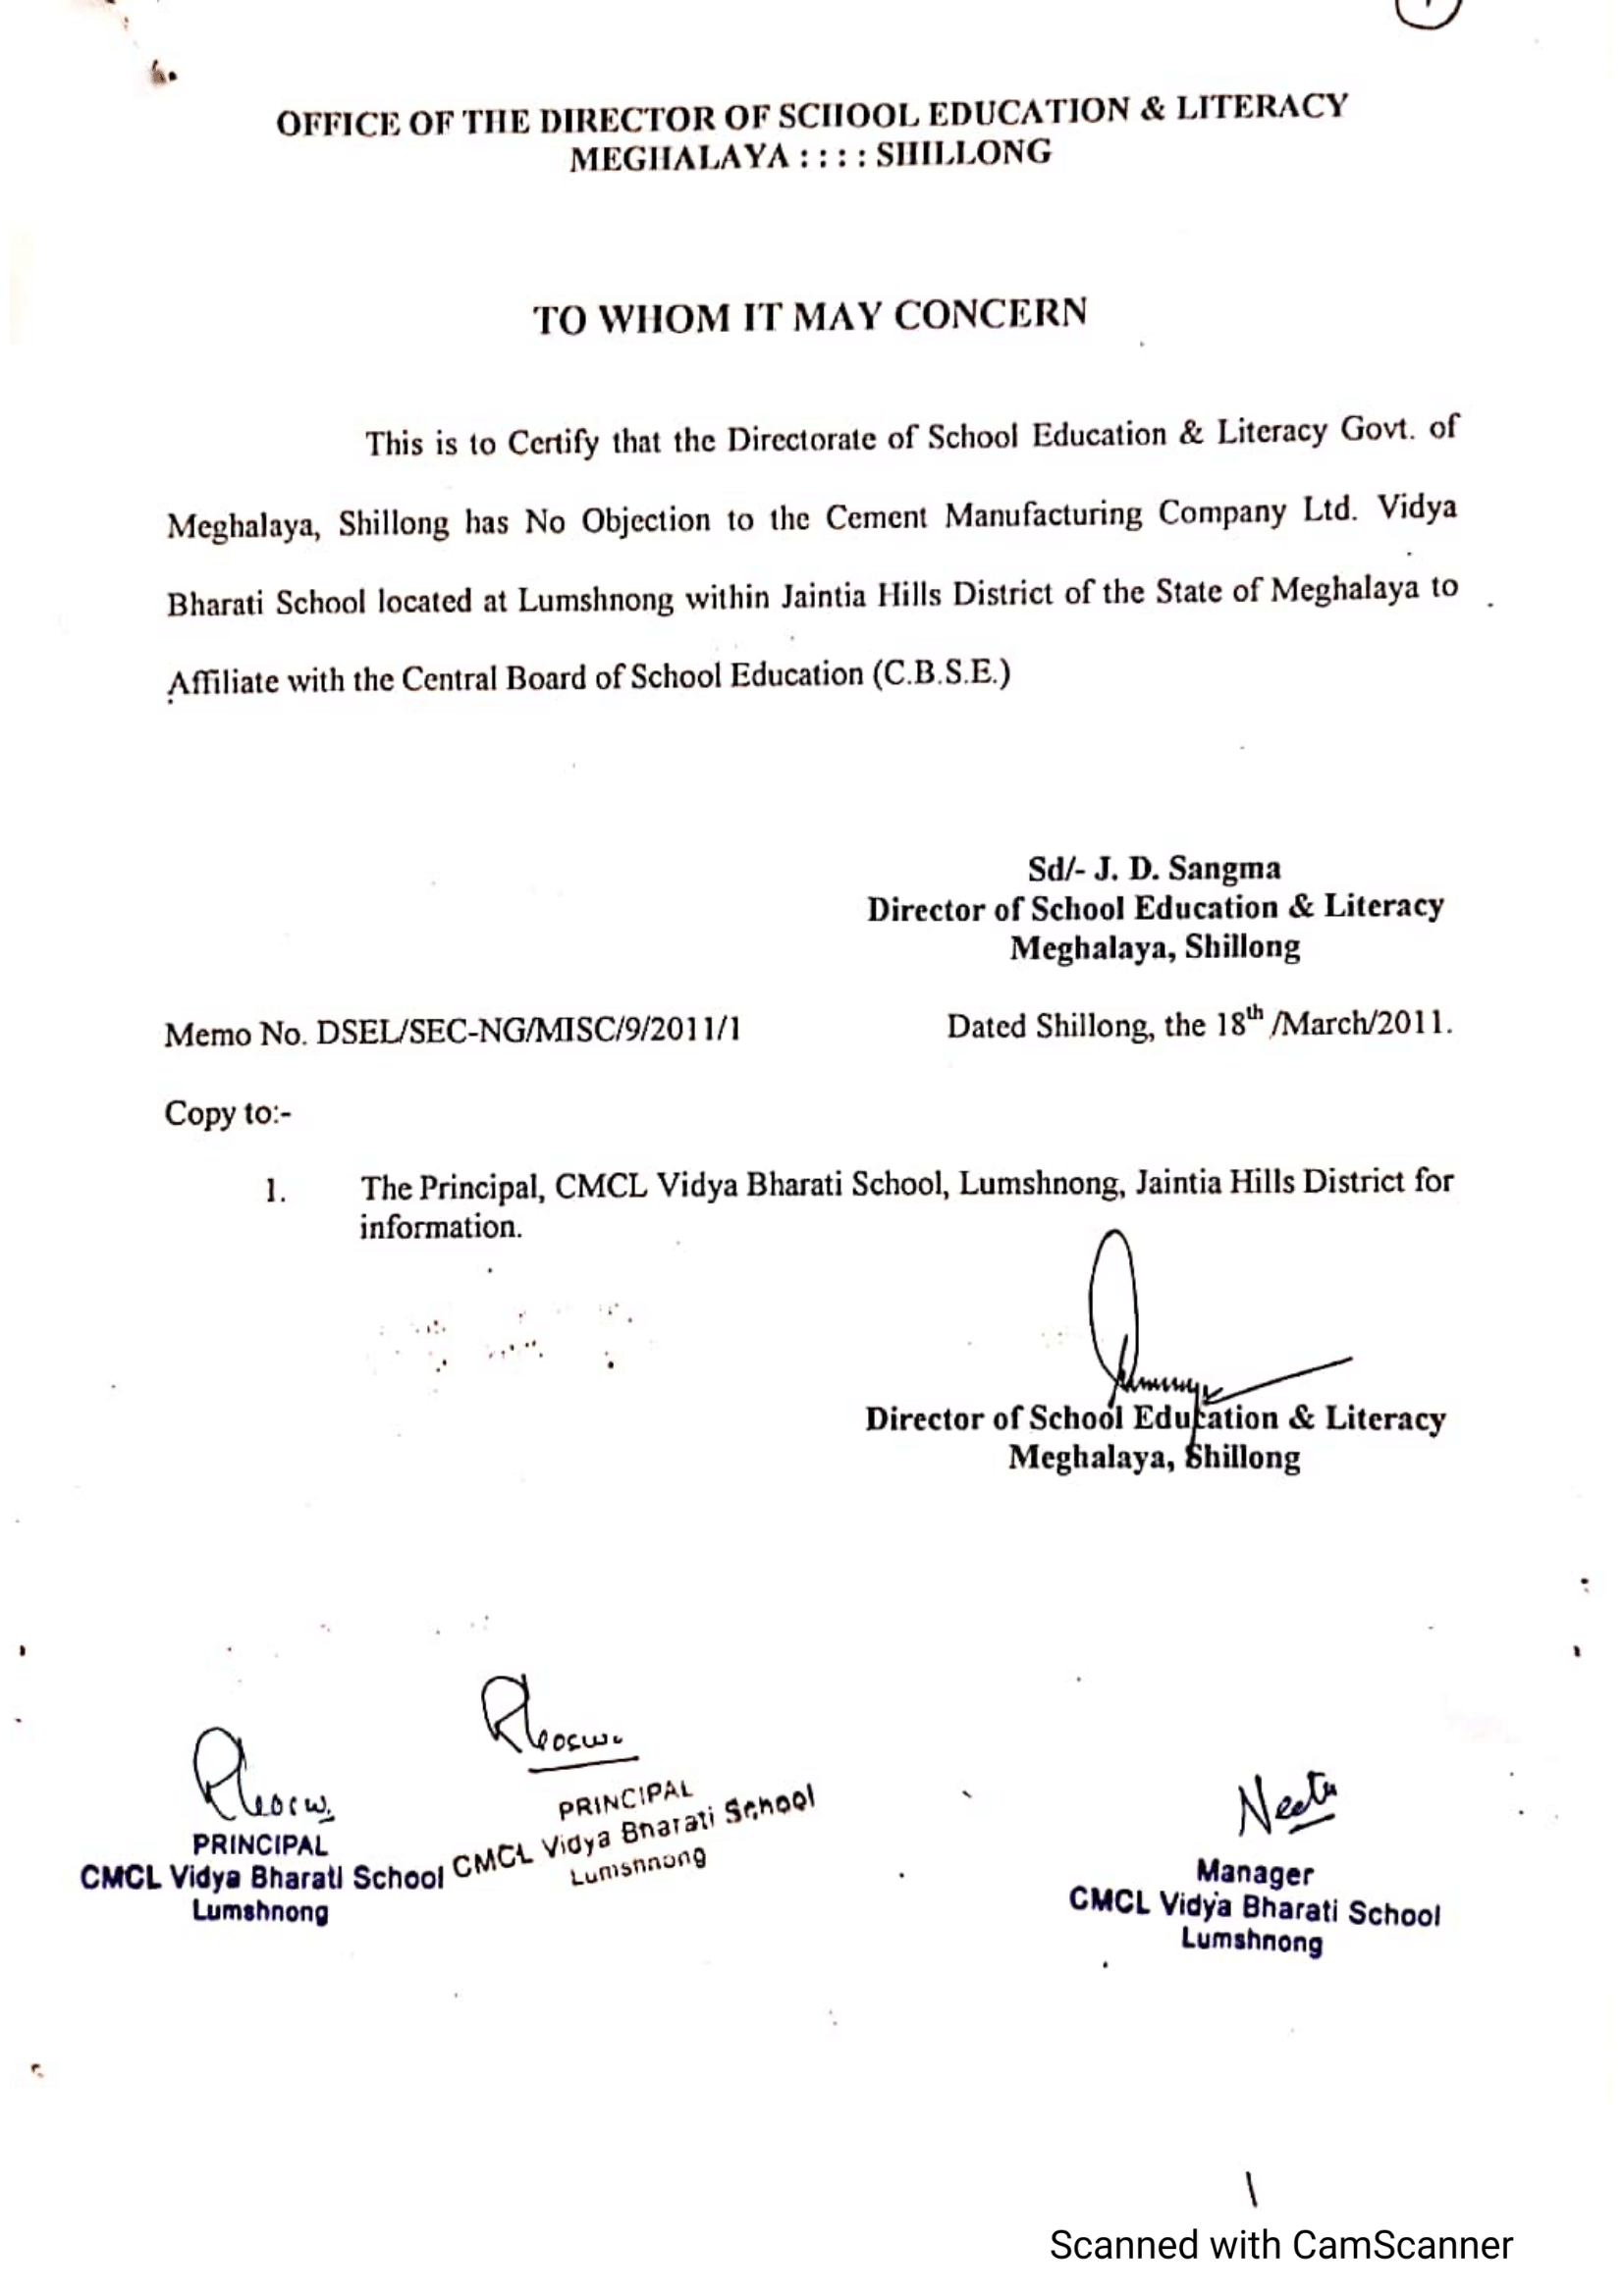 OFFICE OF THE DIRECTOR OF SCHOOL EDUCATION & LITERACY
MEGHALAYA : : : : SHILLONG
TO WHOM IT MAY CONCERN
This is to Certify that the Directorate of School Education & Literacy Govt. of
Meghalaya, Shillong has No Objection to the Cement Manufacturing Company Ltd. Vidya
Bharati School located at Lumshnong within Jaintia Hills District of the State of Meghalaya to
Affiliate with the Central Board of School Education (C.B.S.E.)
Sd/- J. D. Sangma
Director of School Education & Literacy
Meghalaya, Shillong
Memo No. DSEL/SEC-NG/MISC/9/2011/1 Dated Shillong, the 18th /March/2011.
Copy to:-
1. The Principal, CMCL Vidya Bharati School, Lumshnong, Jaintia Hills District for
information.
Director of School Education & Literacy
Meghalaya, Shillong
PRINCIPAL
CMCL Vidya Bharati School
Lumshnong
PRINCIPAL
CMCL Vidya Bharati School
Lumshnong
Neetu
Manager
CMCL Vidya Bharati School
Lumshnong
Scanned with CamScanner